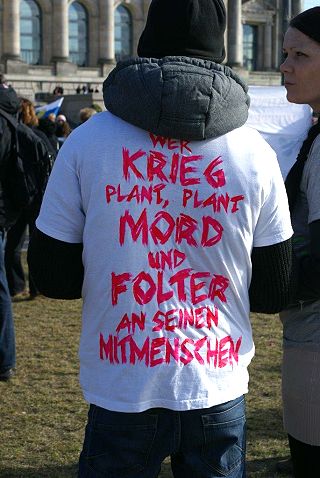 WER
KRIEG
PLANT, PLANT
MORD
UND
FOLTER
AN SEINEN
MITMENSCHEN